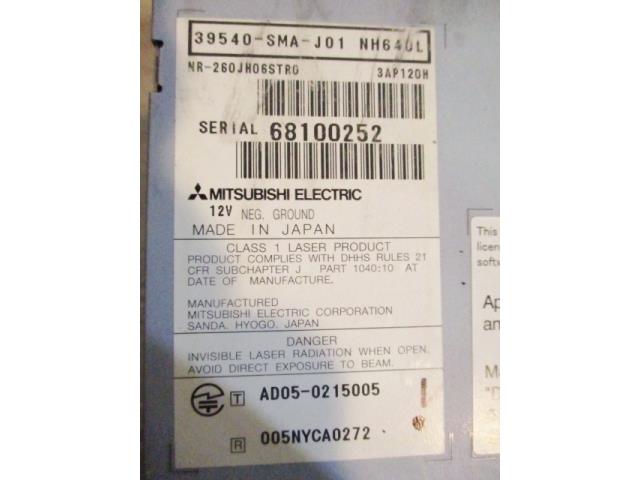 39540-SMA-J01 NH640L
NR-260JH06STRG 3AP120H
SERIAL 68100252
MITSUBISHI ELECTRIC
12V NEG. GROUND
MADE IN JAPAN
CLASS 1 LASER PRODUCT
PRODUCT COMPLIES WITH DHHS RULES 21
CFR SUBCHAPTER J PART 1040:10 AT
DATE OF MANUFACTURE.
MANUFACTURED
MITSUBISHI ELECTRIC CORPORATION
SANDA. HYOGO. JAPAN
DANGER
INVISIBLE LASER RADIATION WHEN OPEN.
AVOID DIRECT EXPOSURE TO BEAM.
T AD05-0215005
R 005NYCA0272
This
licen
softw
Ap
an
M
"D